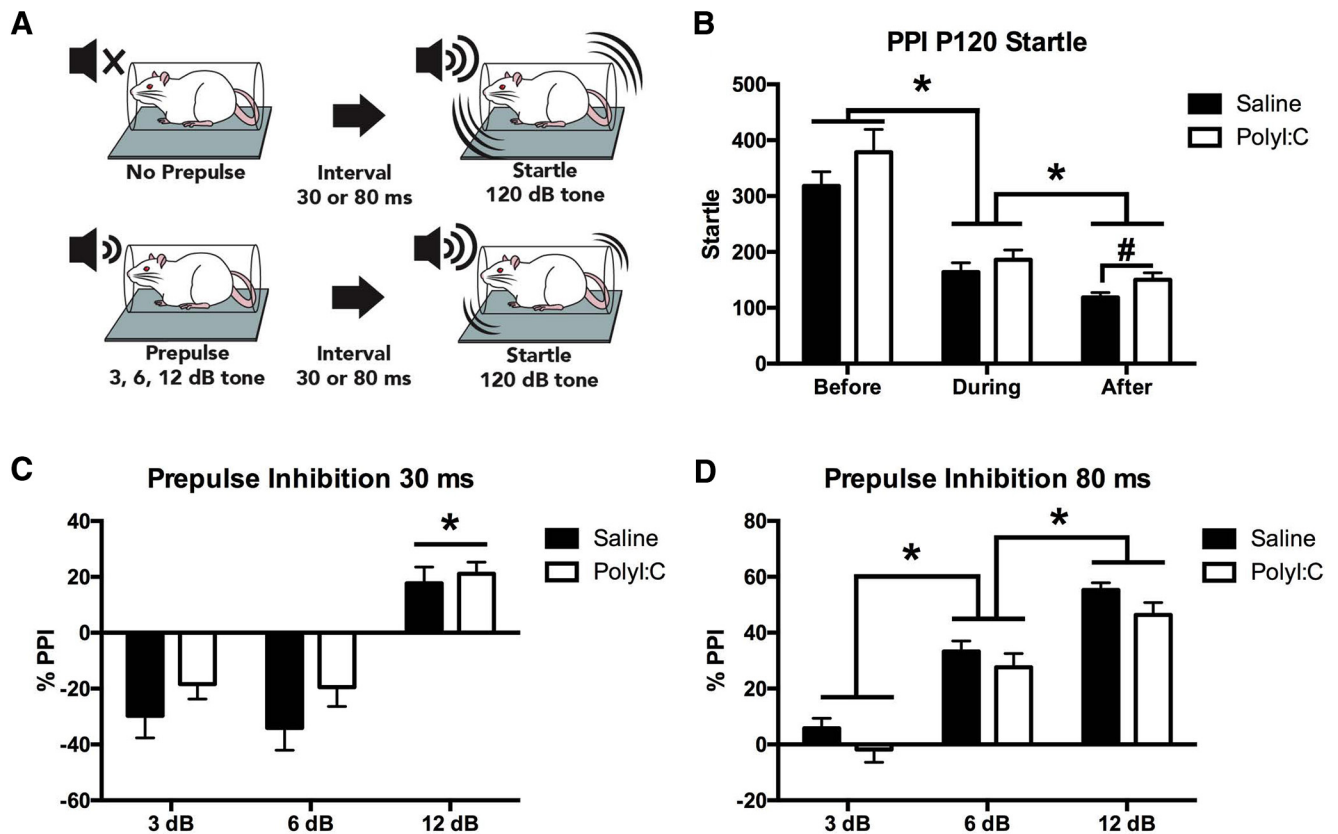 A
No Prepulse
Interval
30 or 80 ms
Startle
120 dB tone
Prepulse
3, 6, 12 dB tone
Interval
30 or 80 ms
Startle
120 dB tone
B
PPI P120 Startle
Startle
500
400
300
200
100
0
*
*
#
Before
During
After
Saline
PolyI:C
C
Prepulse Inhibition 30 ms
% PPI
40
20
0
-20
-40
-60
*
3 dB
6 dB
12 dB
Saline
PolyI:C
D
Prepulse Inhibition 80 ms
% PPI
80
60
40
20
0
-20
*
*
3 dB
6 dB
12 dB
Saline
PolyI:C